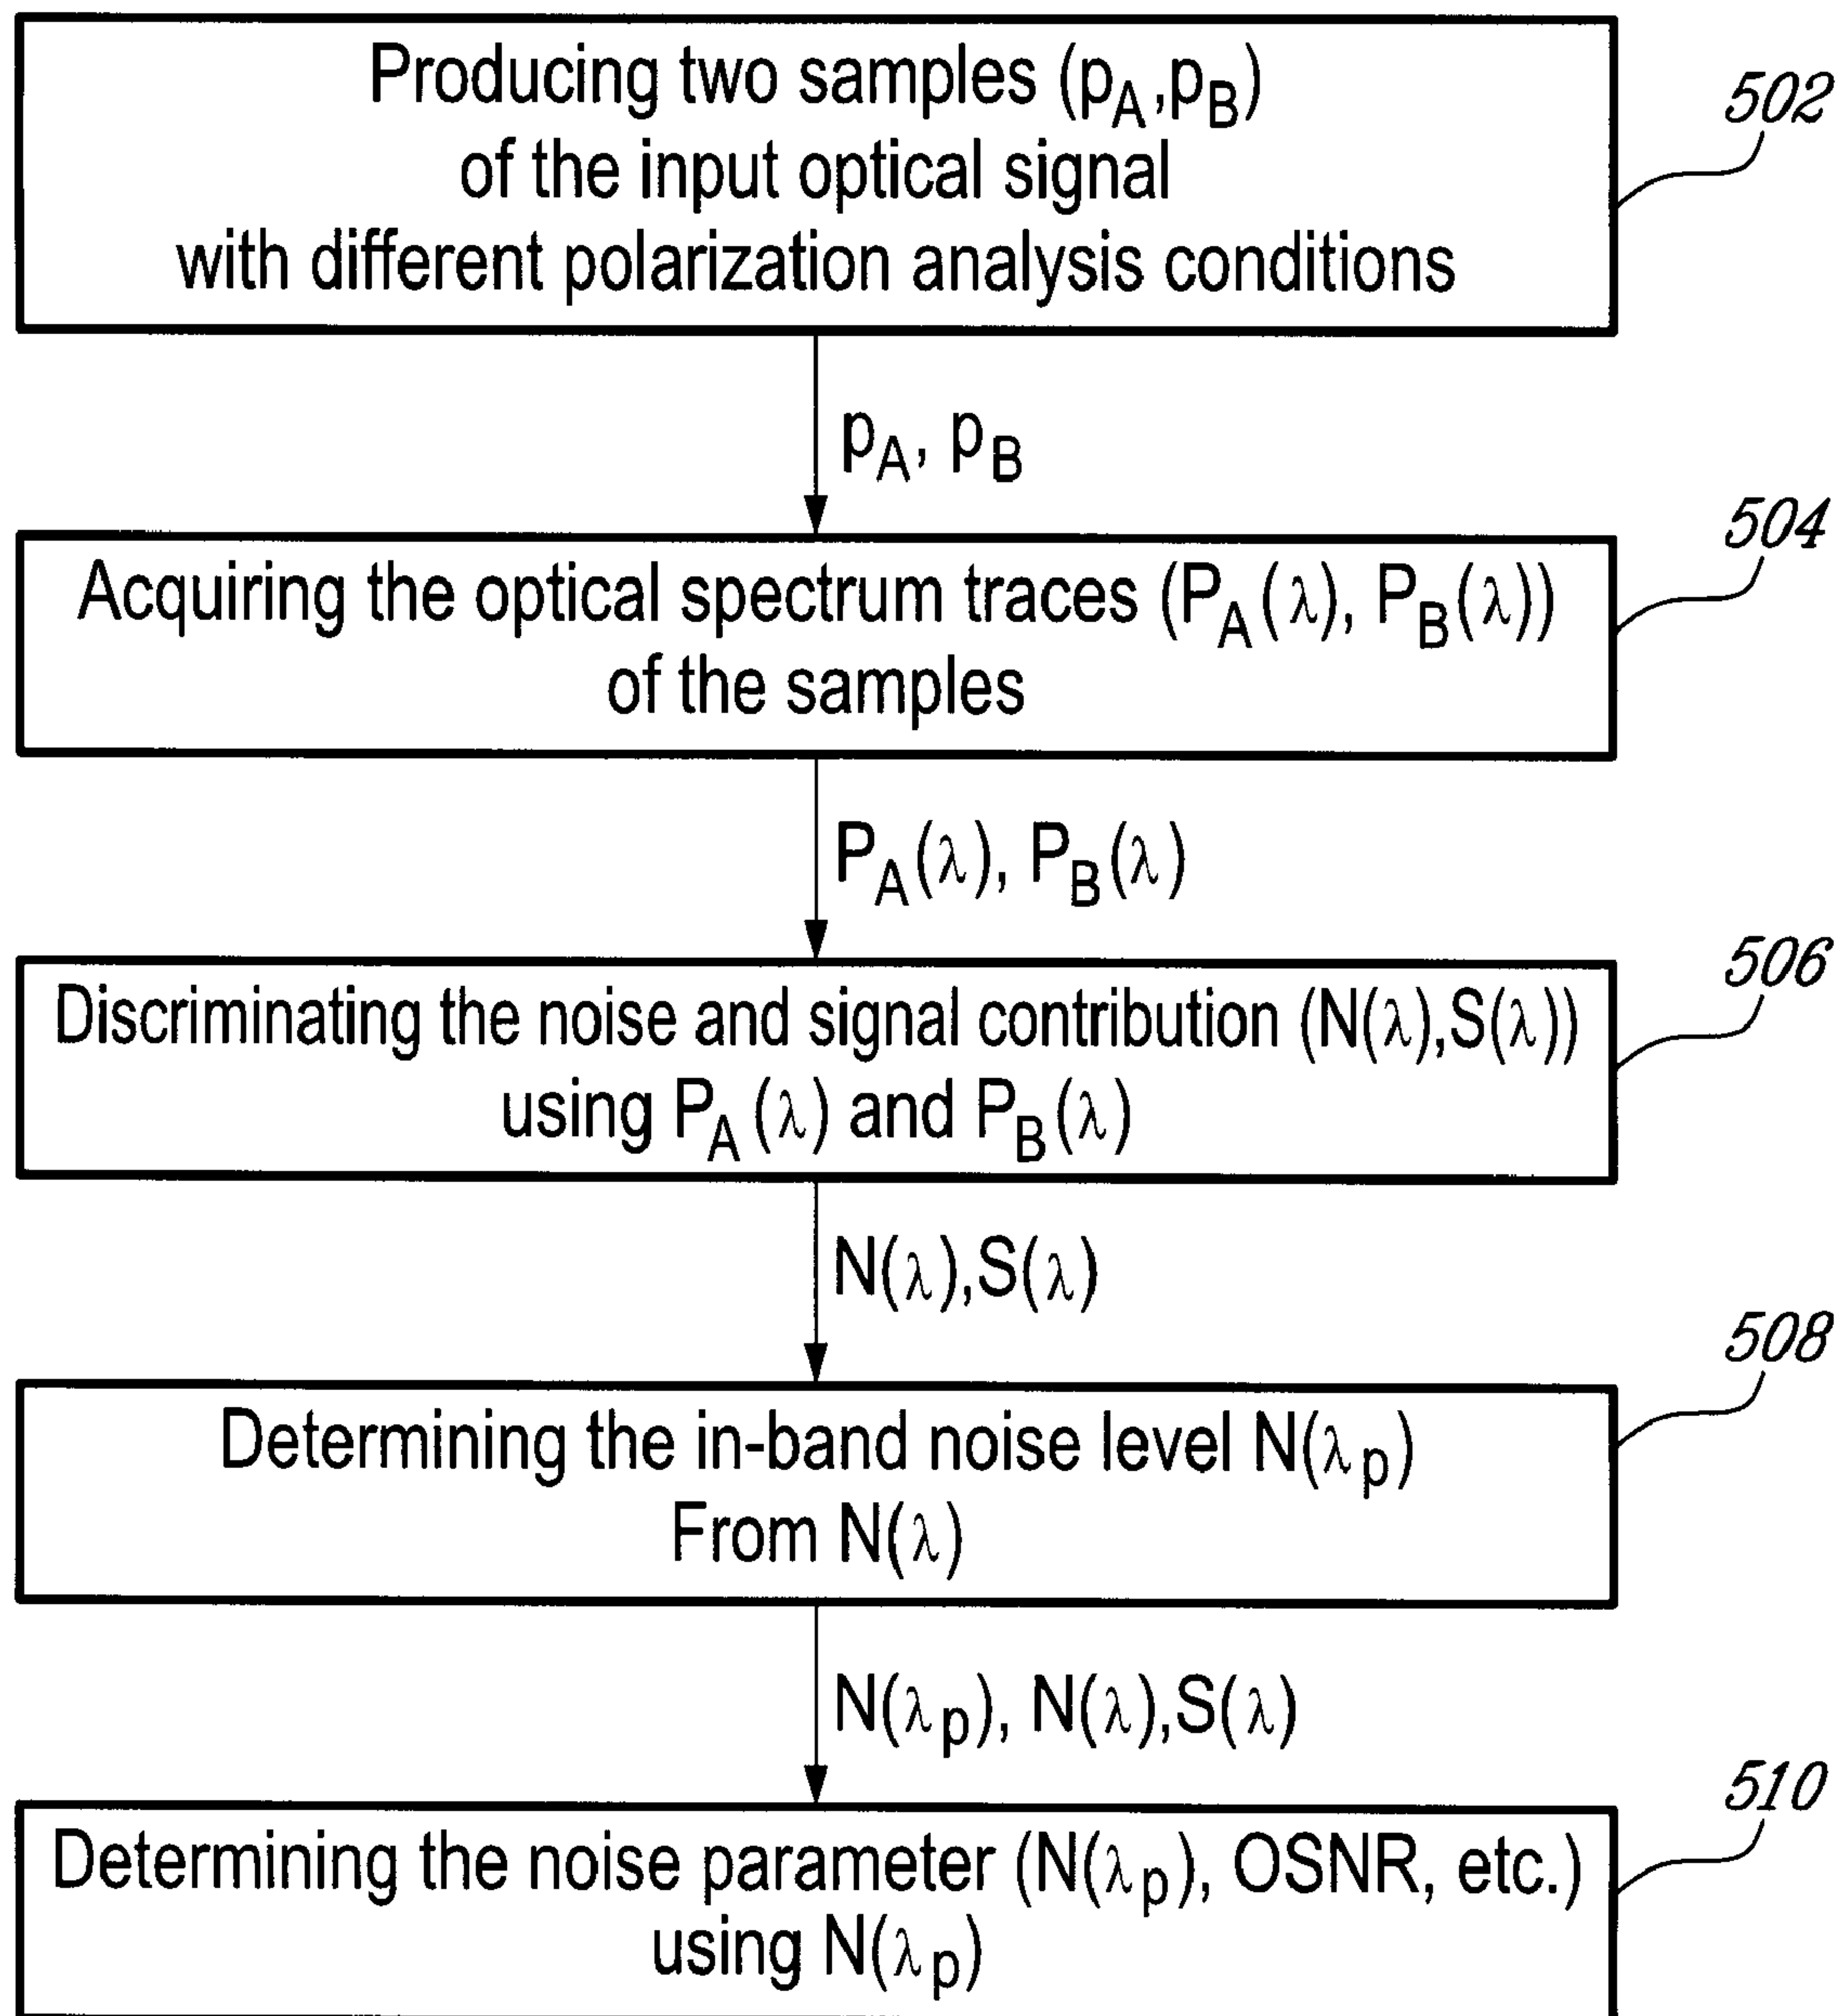 Producing two samples (pA,pB)
of the input optical signal
with different polarization analysis conditions
502
pA, pB
504
Acquiring the optical spectrum traces (PA(λ), PB(λ))
of the samples
PA(λ), PB(λ)
506
Discriminating the noise and signal contribution (N(λ),S(λ))
using PA(λ) and PB(λ)
N(λ),S(λ)
508
Determining the in-band noise level N(λp)
From N(λ)
N(λp), N(λ),S(λ)
510
Determining the noise parameter (N(λp), OSNR, etc.)
using N(λp)